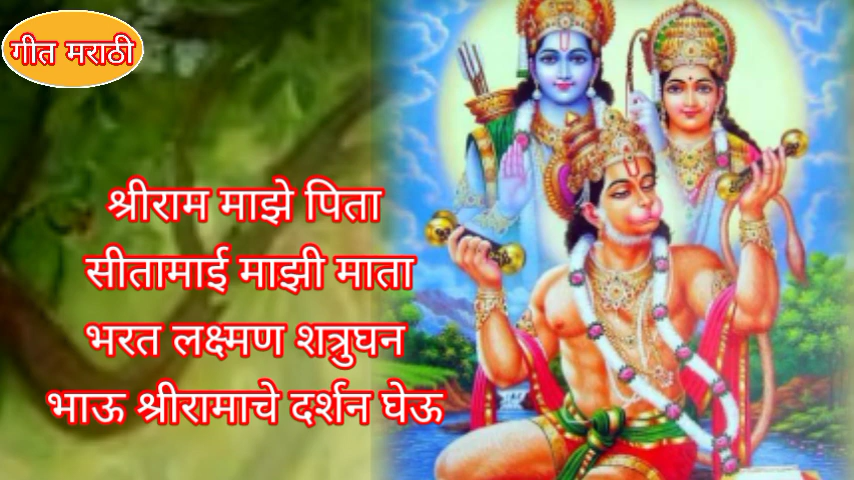 गीत मराठी
श्रीराम माझे पिता
सीतामाई माझी माता
भरत लक्ष्मण शत्रुघन
भाऊ श्रीरामाचे दर्शन घेऊ